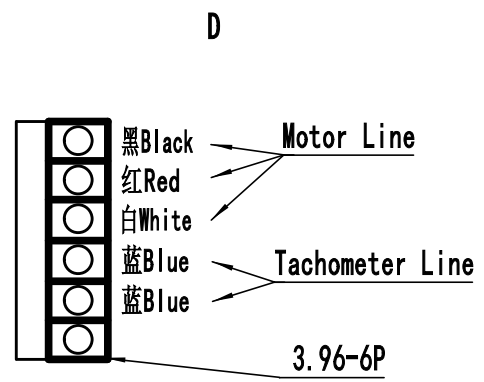 D
黑Black
Motor Line
红Red
白White
蓝Blue
Tachometer Line
蓝Blue
3.96-6P